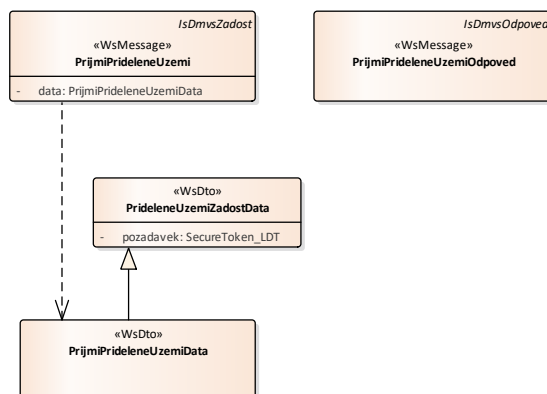 IsDmvsZadost
«WsMessage»
PrijmiPrideleneUzemi
- data: PrijmiPrideleneUzemiData
IsDmvsOdpoved
«WsMessage»
PrijmiPrideleneUzemiOdpoved
«WsDto»
PrideleneUzemiZadostData
- pozadavek: SecureToken_LDT
«WsDto»
PrijmiPrideleneUzemiData